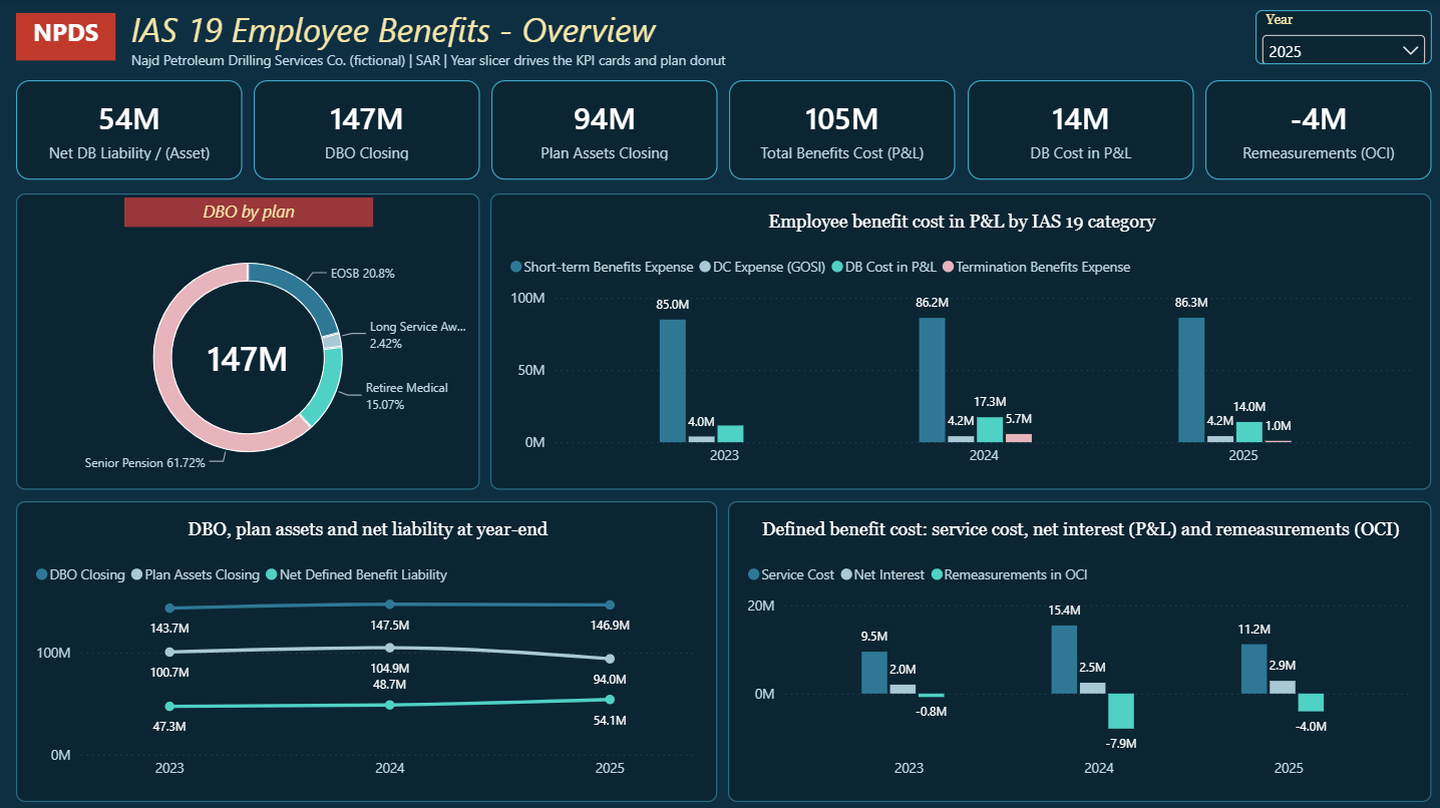 NPDS
IAS 19 Employee Benefits - Overview
Najd Petroleum Drilling Services Co. (fictional) | SAR | Year slicer drives the KPI cards and plan donut
Year
2025
54M
Net DB Liability / (Asset)
147M
DBO Closing
94M
Plan Assets Closing
105M
Total Benefits Cost (P&L)
14M
DB Cost in P&L
-4M
Remeasurements (OCI)
DBO by plan
EOSB 20.8%
Long Service Aw...
2.42%
147M
Retiree Medical
15.07%
Senior Pension 61.72%
Employee benefit cost in P&L by IAS 19 category
Short-term Benefits Expense DC Expense (GOSI) DB Cost in P&L Termination Benefits Expense
100M
50M
0M
85.0M
4.0M
86.2M
4.2M
17.3M
5.7M
86.3M
4.2M
14.0M
1.0M
2023
2024
2025
DBO, plan assets and net liability at year-end
DBO Closing Plan Assets Closing Net Defined Benefit Liability
100M
0M
143.7M
147.5M
146.9M
100.7M
104.9M
94.0M
47.3M
48.7M
54.1M
2023
2024
2025
Defined benefit cost: service cost, net interest (P&L) and remeasurements (OCI)
Service Cost Net Interest Remeasurements in OCI
20M
0M
9.5M
2.0M
-0.8M
15.4M
2.5M
-7.9M
11.2M
2.9M
-4.0M
2023
2024
2025